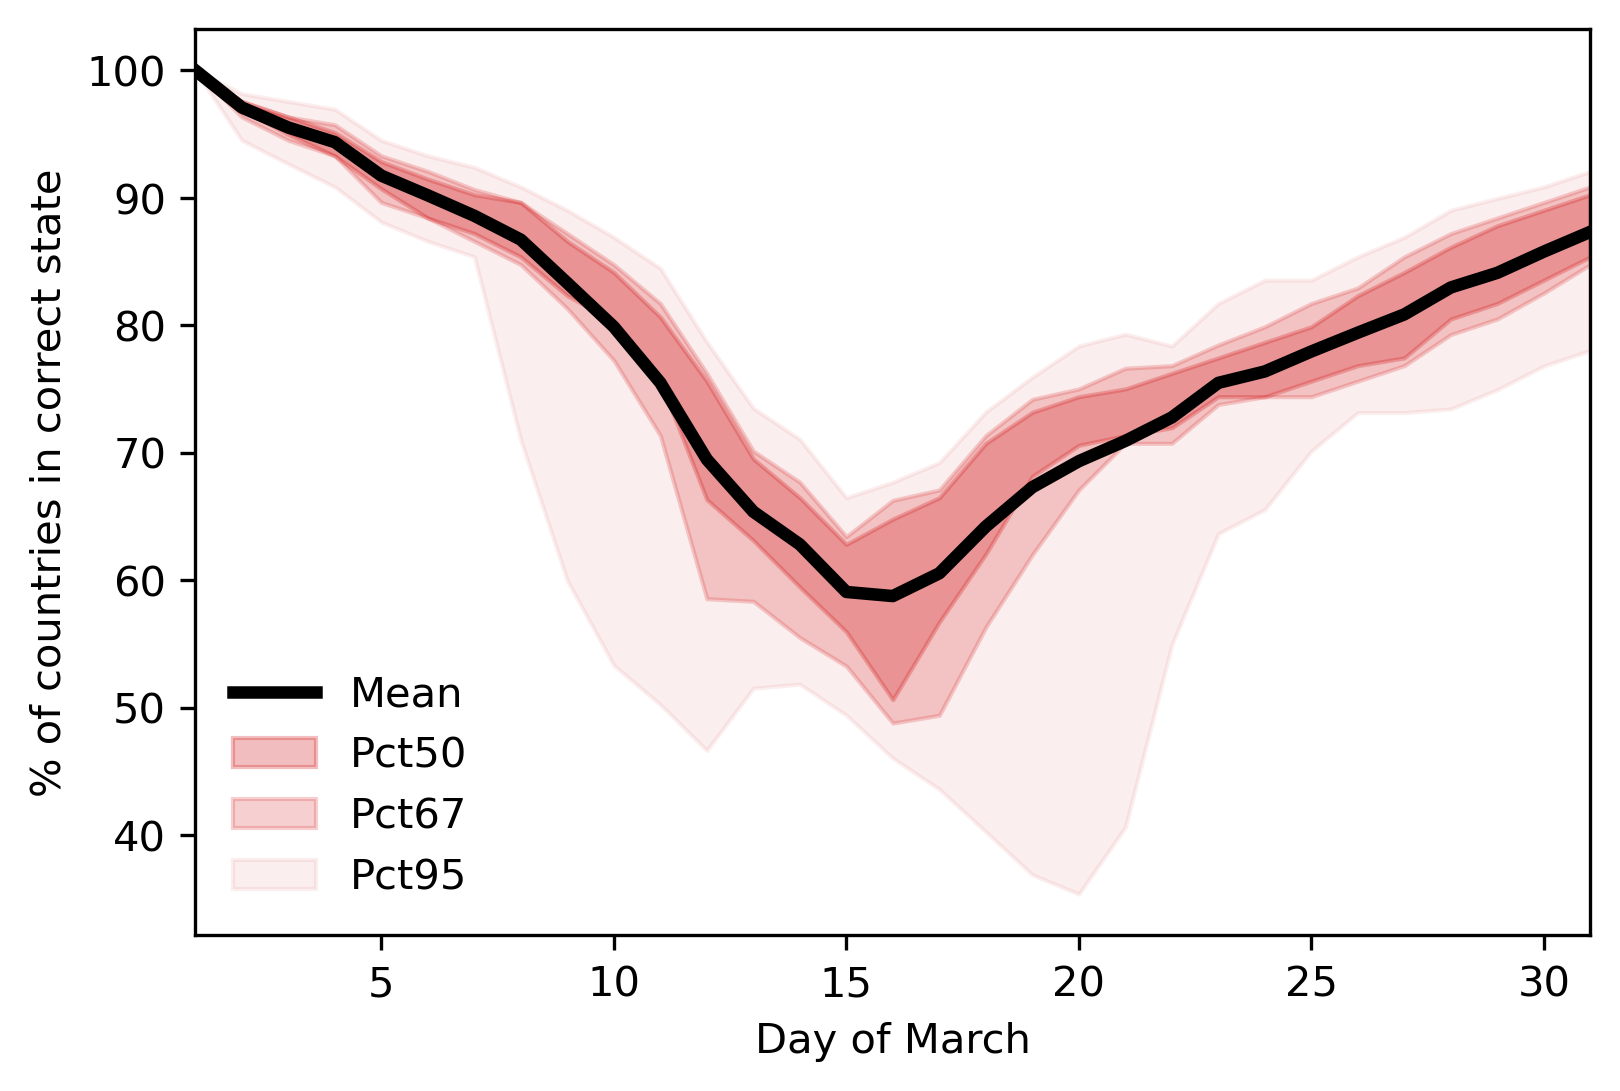 % of countries in correct state
100
90
80
70
60
50
40
Mean
Pct50
Pct67
Pct95
5 10 15 20 25 30
Day of March